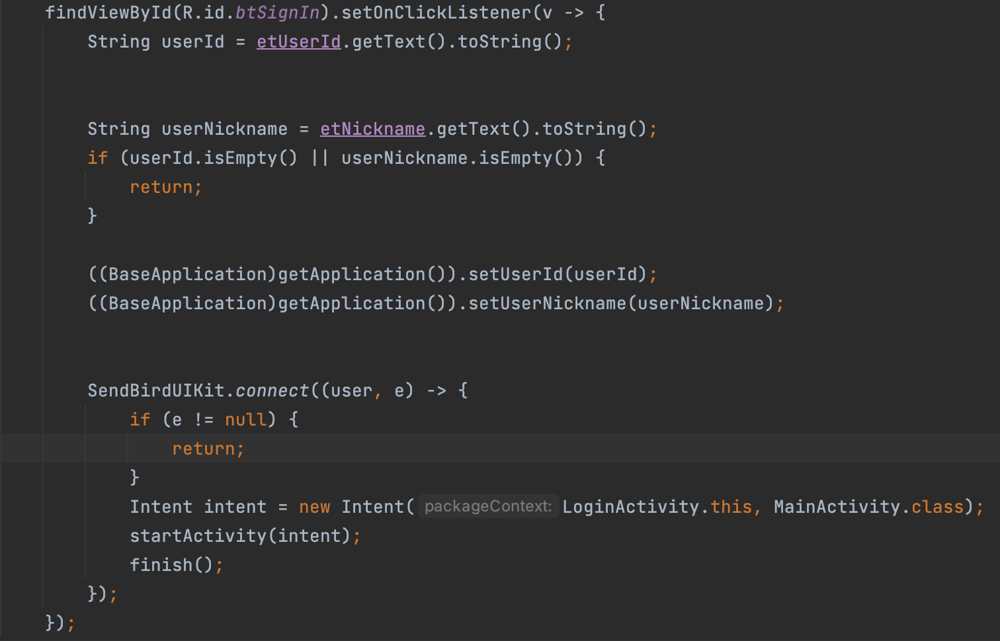 findViewById(R.id.btSignIn).setOnClickListener(v -> {
String userId = etUserId.getText().toString();
String userNickname = etNickname.getText().toString();
if (userId.isEmpty() || userNickname.isEmpty()) {
return;
}
((BaseApplication)getApplication()).setUserId(userId);
((BaseApplication)getApplication()).setUserNickname(userNickname);
SendBirdUIKit.connect((user, e) -> {
if (e != null) {
return;
}
Intent intent = new Intent( packageContext: LoginActivity.this, MainActivity.class);
startActivity(intent);
finish();
});
});